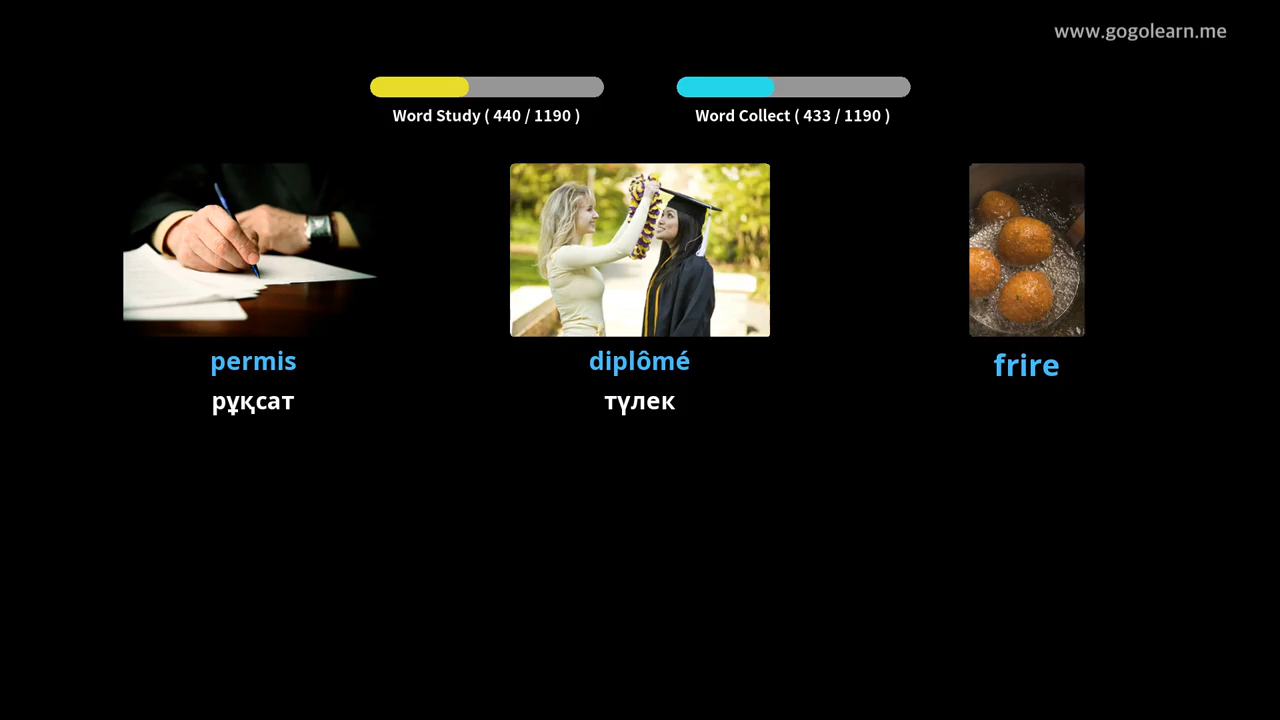 www.gogolearn.me
Word Study ( 440 / 1190 )
Word Collect ( 433 / 1190 )
permis
рұқсат
diplômé
түлек
frire